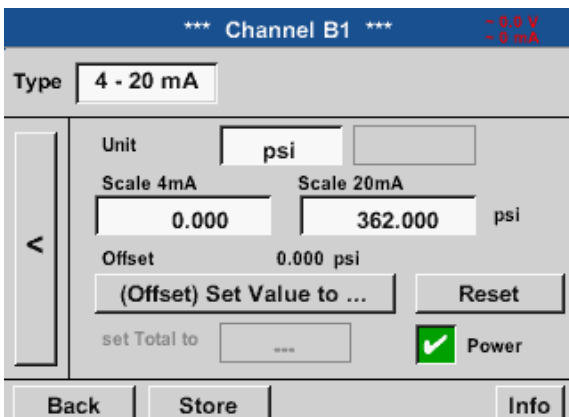 *** Channel B1 ***
- 0.0 V
- 0 mA
Type 4 - 20 mA
Unit psi
Scale 4mA Scale 20mA
0.000 362.000 psi
<
Offset 0.000 psi
(Offset) Set Value to ... Reset
set Total to --- Power
Back Store Info